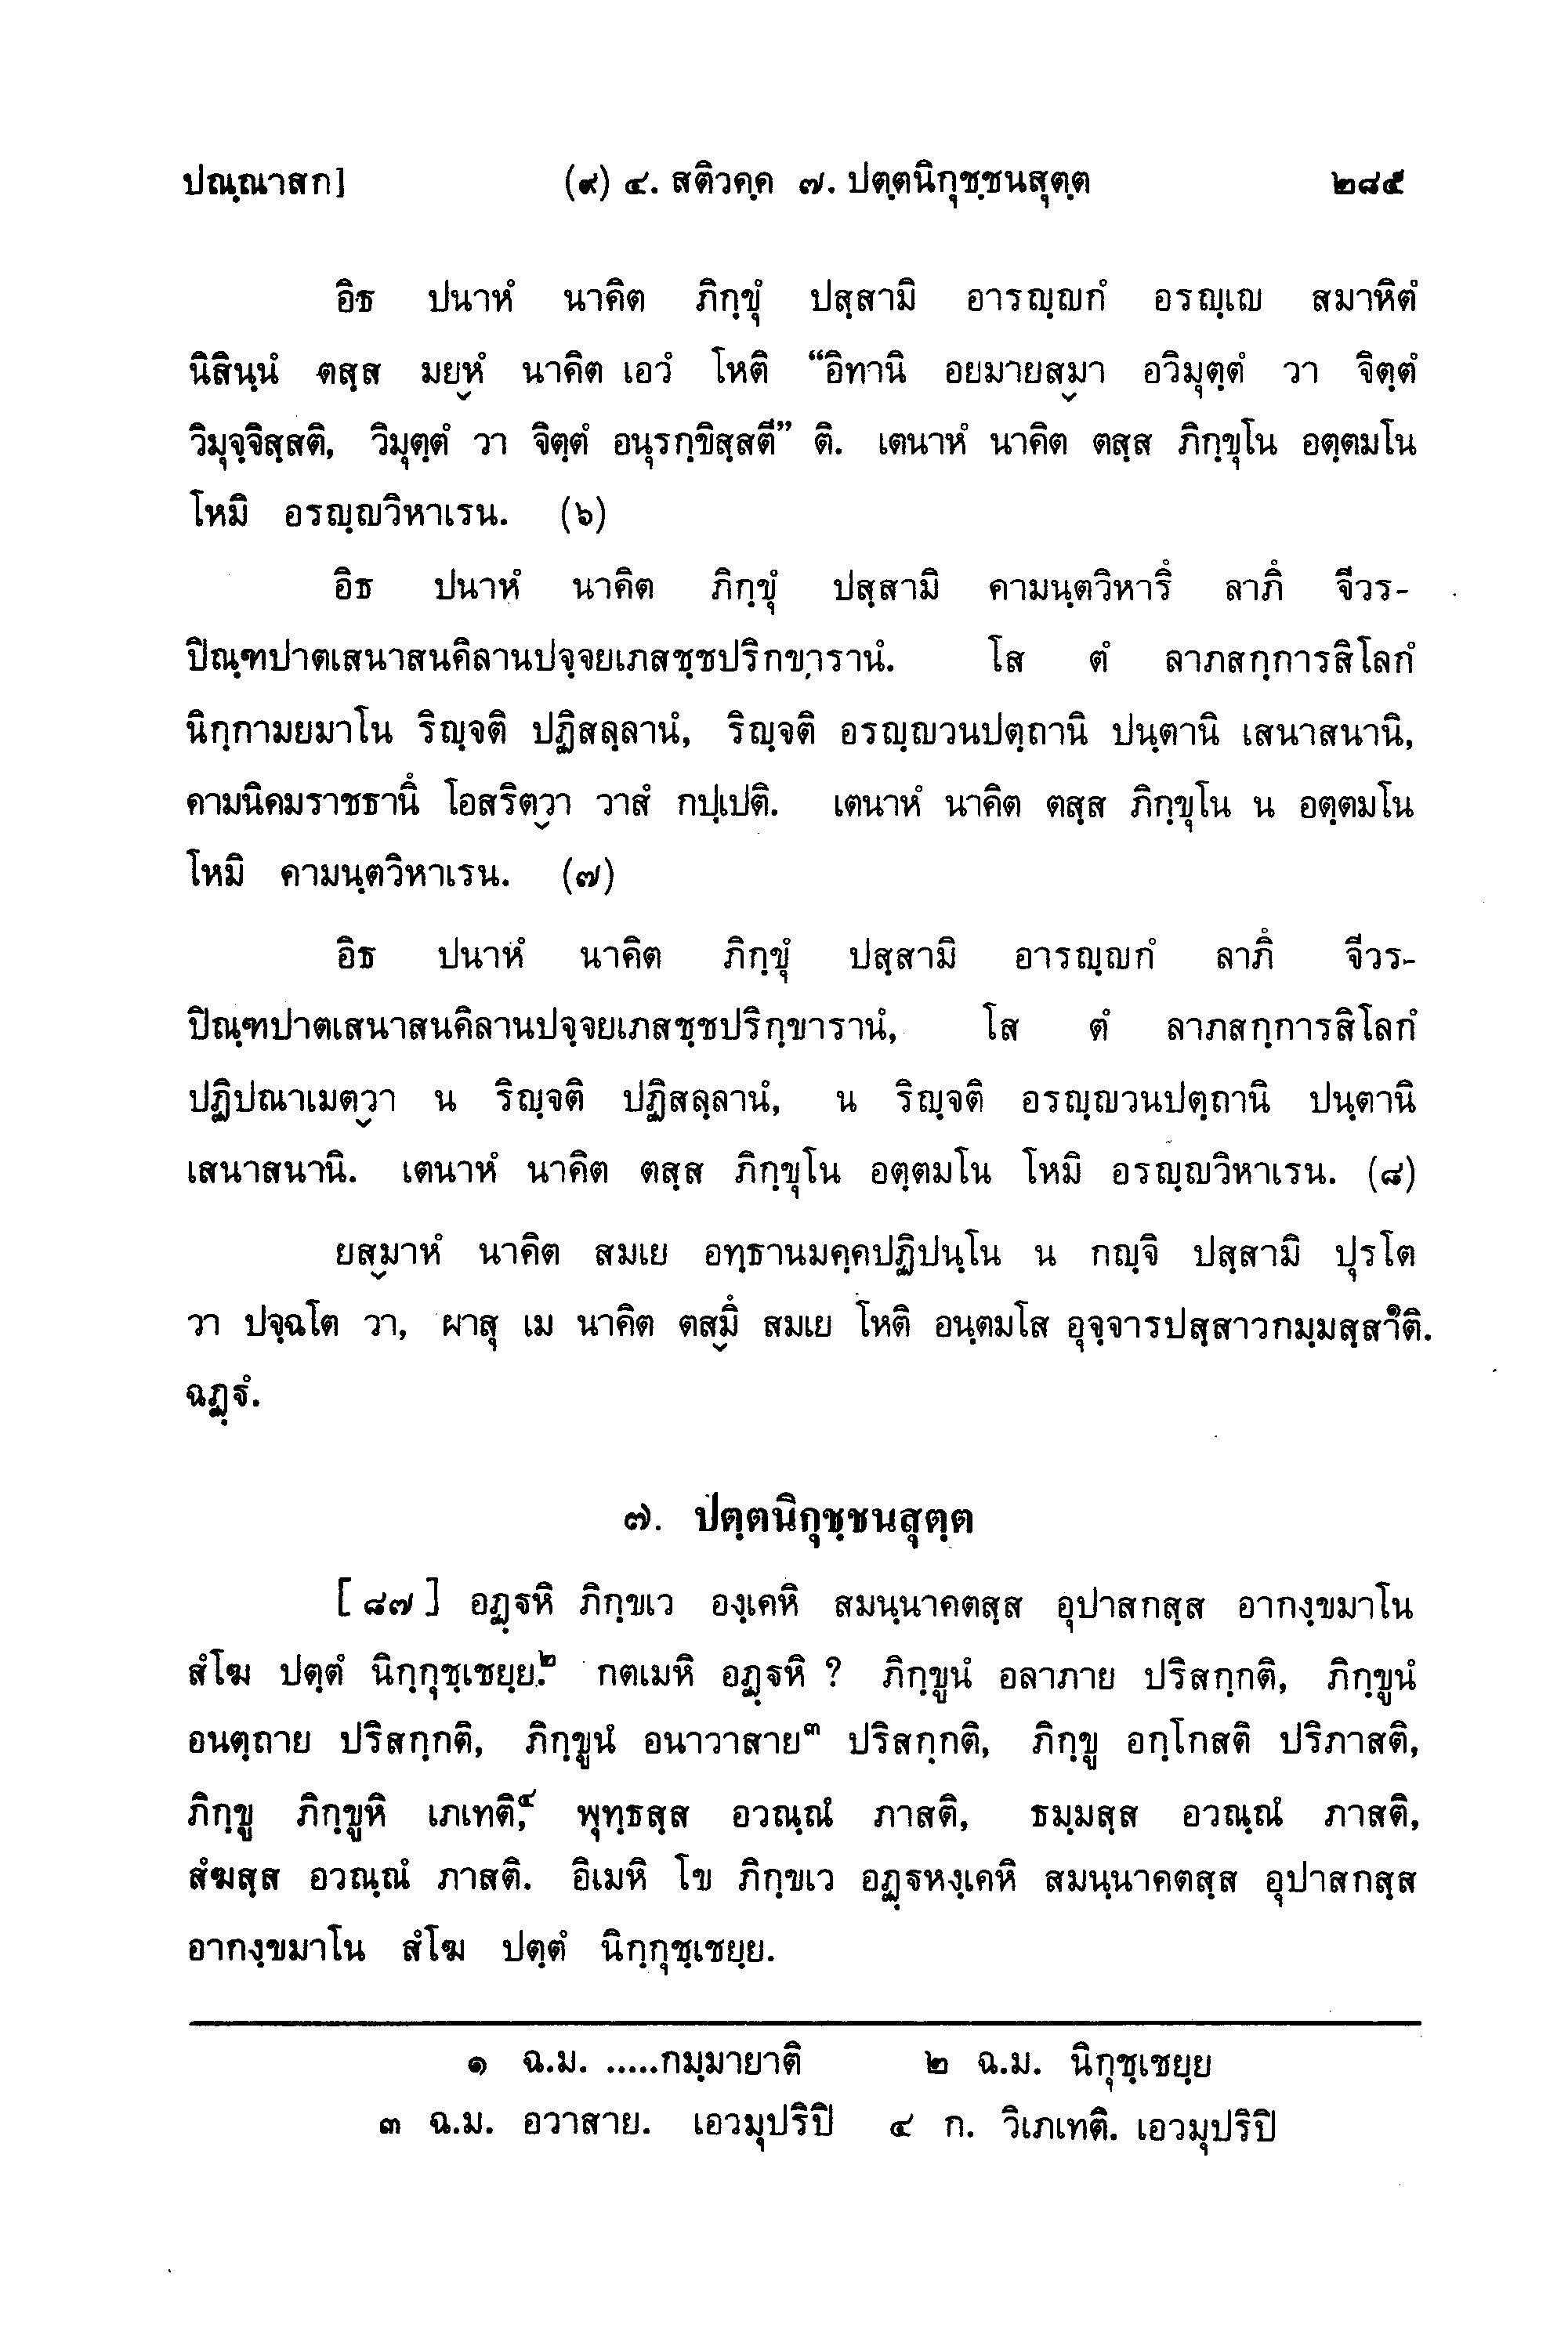 ปณฺณาสก] (๙) ๔. สติวคฺค ๗. ปตฺตนิกุชฺชนสุตฺต ๒๘๕
อิธ ปนาหํ นาคิต ภิกฺขุํ ปสฺสามิ อารญฺญกํ อรญฺเญ สมาหิตํ
นิสินฺนํ ตสฺส มยฺหํ นาคิต เอวํ โหติ “อิทานิ อยมายสฺมา อวิมุตฺตํ วา จิตฺตํ
วิมุจฺจิสฺสติ, วิมุตฺตํ วา จิตฺตํ อนุรกฺขิสฺสตี” ติ. เตนาหํ นาคิต ตสฺส ภิกฺขุโน อตฺตมโน
โหมิ อรญฺญวิหาเรน. (๖)
อิธ ปนาหํ นาคิต ภิกฺขุํ ปสฺสามิ คามนฺตวิหารึ ลาภึ จีวร-
ปิณฺฑปาตเสนาสนคิลานปจฺจยเภสชฺชปริกขฺารานํ. โส ตํ ลาภสกฺการสิโลกํ
นิกฺกามยมาโน ริญฺจติ ปฏิสลฺลานํ, ริญฺจติ อรญฺญวนปตฺถานิ ปนฺตานิ เสนาสนานิ,
คามนิคมราชธานึ โอสริตฺวา วาสํ กปฺเปติ. เตนาหํ นาคิต ตสฺส ภิกฺขุโน น อตฺตมโน
โหมิ คามนฺตวิหาเรน. (๗)
อิธ ปนาหํ นาคิต ภิกฺขุํ ปสฺสามิ อารญฺญกํ ลาภึ จีวร-
ปิณฺฑปาตเสนาสนคิลานปจฺจยเภสชฺชปริกฺขารานํ, โส ตํ ลาภสกฺการสิโลกํ
ปฏิปณาเมตฺวา น ริญฺจติ ปฏิสลฺลานํ, น ริญฺจติ อรญฺญวนปตฺถานิ ปนฺตานิ
เสนาสนานิ. เตนาหํ นาคิต ตสฺส ภิกฺขุโน อตฺตมโน โหมิ อรญฺญวิหาเรน. (๘)
ยสฺมาหํ นาคิต สมเย อทฺธานมคฺคปฏิปนฺโน น กญฺจิ ปสฺสามิ ปุรโต
วา ปจฺฉโต วา, ผาสุ เม นาคิต ตสฺมึ สมเย โหติ อนฺตมโส อุจฺจารปสฺสาวกมฺมสฺสา๑ติ.
ฉฏฺฐํ.
๗. ปตฺตนิกุชฺชนสุตฺต
[๘๗] อฏฺฐหิ ภิกฺขเว องฺเคหิ สมนฺนาคตสฺส อุปาสกสฺส อากงฺขมาโน
สํโฆ ปตฺตํ นิกฺกุชฺเชยฺย.๒ กตเมหิ อฏฺฐหิ ? ภิกฺขูนํ อลาภาย ปริสกฺกติ, ภิกฺขูนํ
อนตฺถาย ปริสกฺกติ, ภิกฺขูนํ อนาวาสาย๓ ปริสกฺกติ, ภิกฺขู อกฺโกสติ ปริภาสติ,
ภิกฺขู ภิกฺขูหิ เภเทติ,๔ พุทฺธสฺส อวณฺณํ ภาสติ, ธมฺมสฺส อวณฺณํ ภาสติ,
สํฆสฺส อวณฺณํ ภาสติ. อิเมหิ โข ภิกฺขเว อฏฺฐหงฺเคหิ สมนฺนาคตสฺส อุปาสกสฺส
อากงฺขมาโน สํโฆ ปตฺตํ นิกฺกุชฺเชยฺย.
๑ ฉ.ม. .....กมฺมายาติ ๒ ฉ.ม. นิกุชฺเชยฺย
๓ ฉ.ม. อวาสาย. เอวมุปริปิ ๔ ก. วิเภเทติ. เอวมุปริปิ